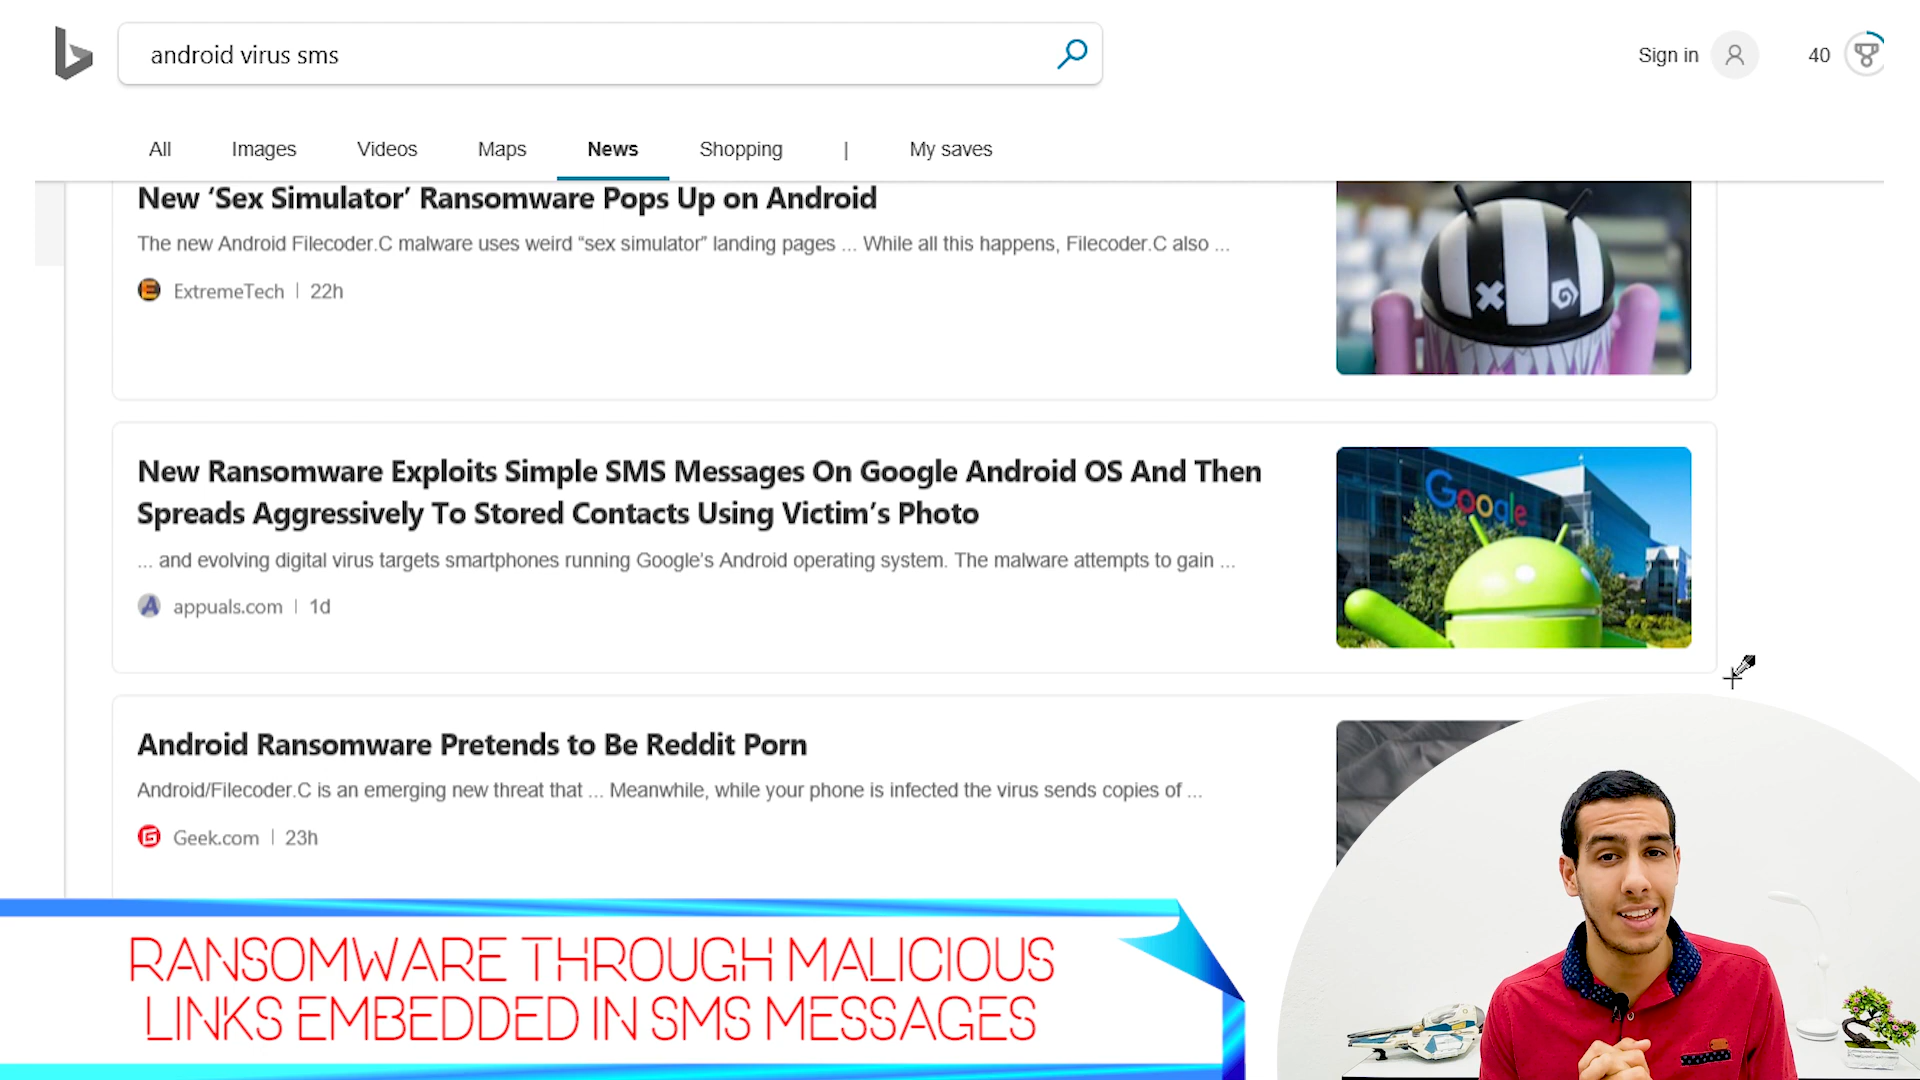 android virus sms
Sign in
40
All Images Videos Maps News Shopping | My saves
New ‘Sex Simulator’ Ransomware Pops Up on Android
The new Android Filecoder.C malware uses weird “sex simulator” landing pages ... While all this happens, Filecoder.C also ...
ExtremeTech | 22h
New Ransomware Exploits Simple SMS Messages On Google Android OS And Then
Spreads Aggressively To Stored Contacts Using Victim’s Photo
... and evolving digital virus targets smartphones running Google’s Android operating system. The malware attempts to gain ...
appuals.com | 1d
Google
Android Ransomware Pretends to Be Reddit Porn
Android/Filecoder.C is an emerging new threat that ... Meanwhile, while your phone is infected the virus sends copies of ...
Geek.com | 23h
RANSOMWARE THROUGH MALICIOUS
LINKS EMBEDDED IN SMS MESSAGES